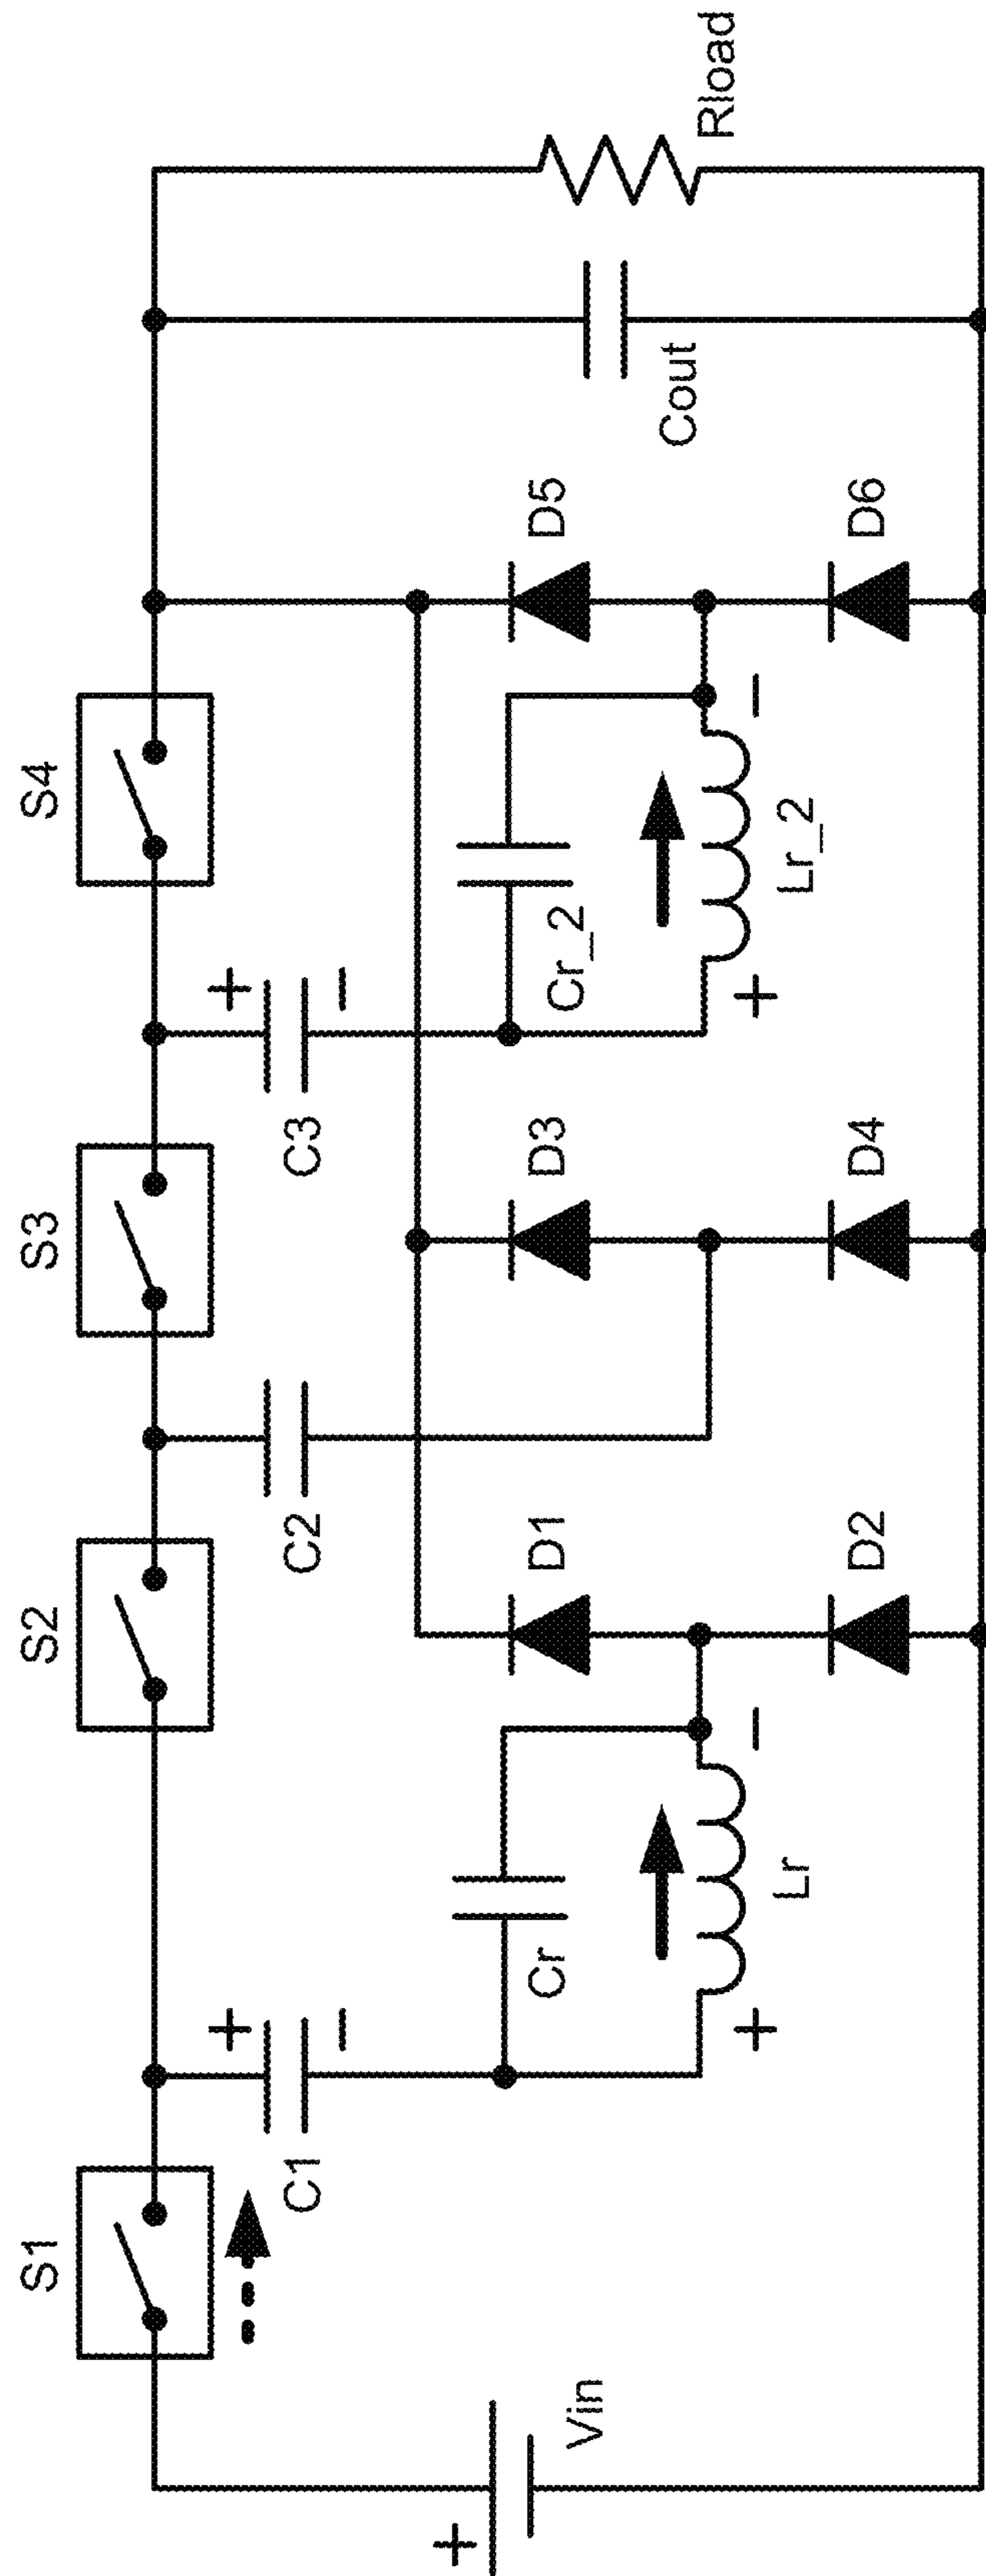 S1
S2
S3
S4
+
+
C1
−
C2
+
C3
−
Vin
+
Cr
Lr
−
D1
D2
D3
D4
+
Cr_2
Lr_2
−
D5
D6
Cout
Rload